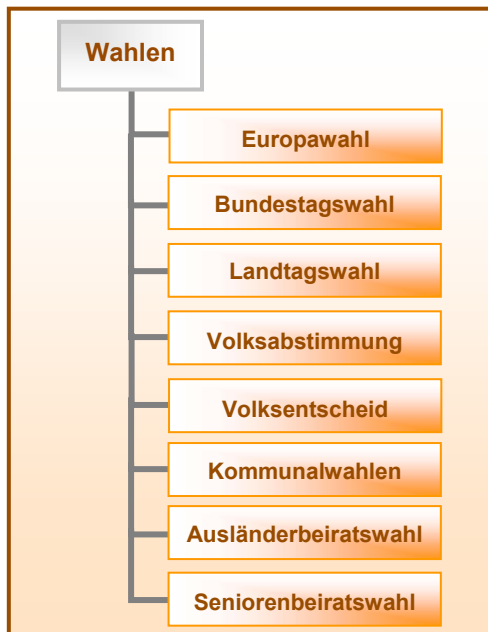 Wahlen
Europawahl
Bundestagswahl
Landtagswahl
Volksabstimmung
Volksentscheid
Kommunalwahlen
Ausländerbeiratswahl
Seniorenbeiratswahl